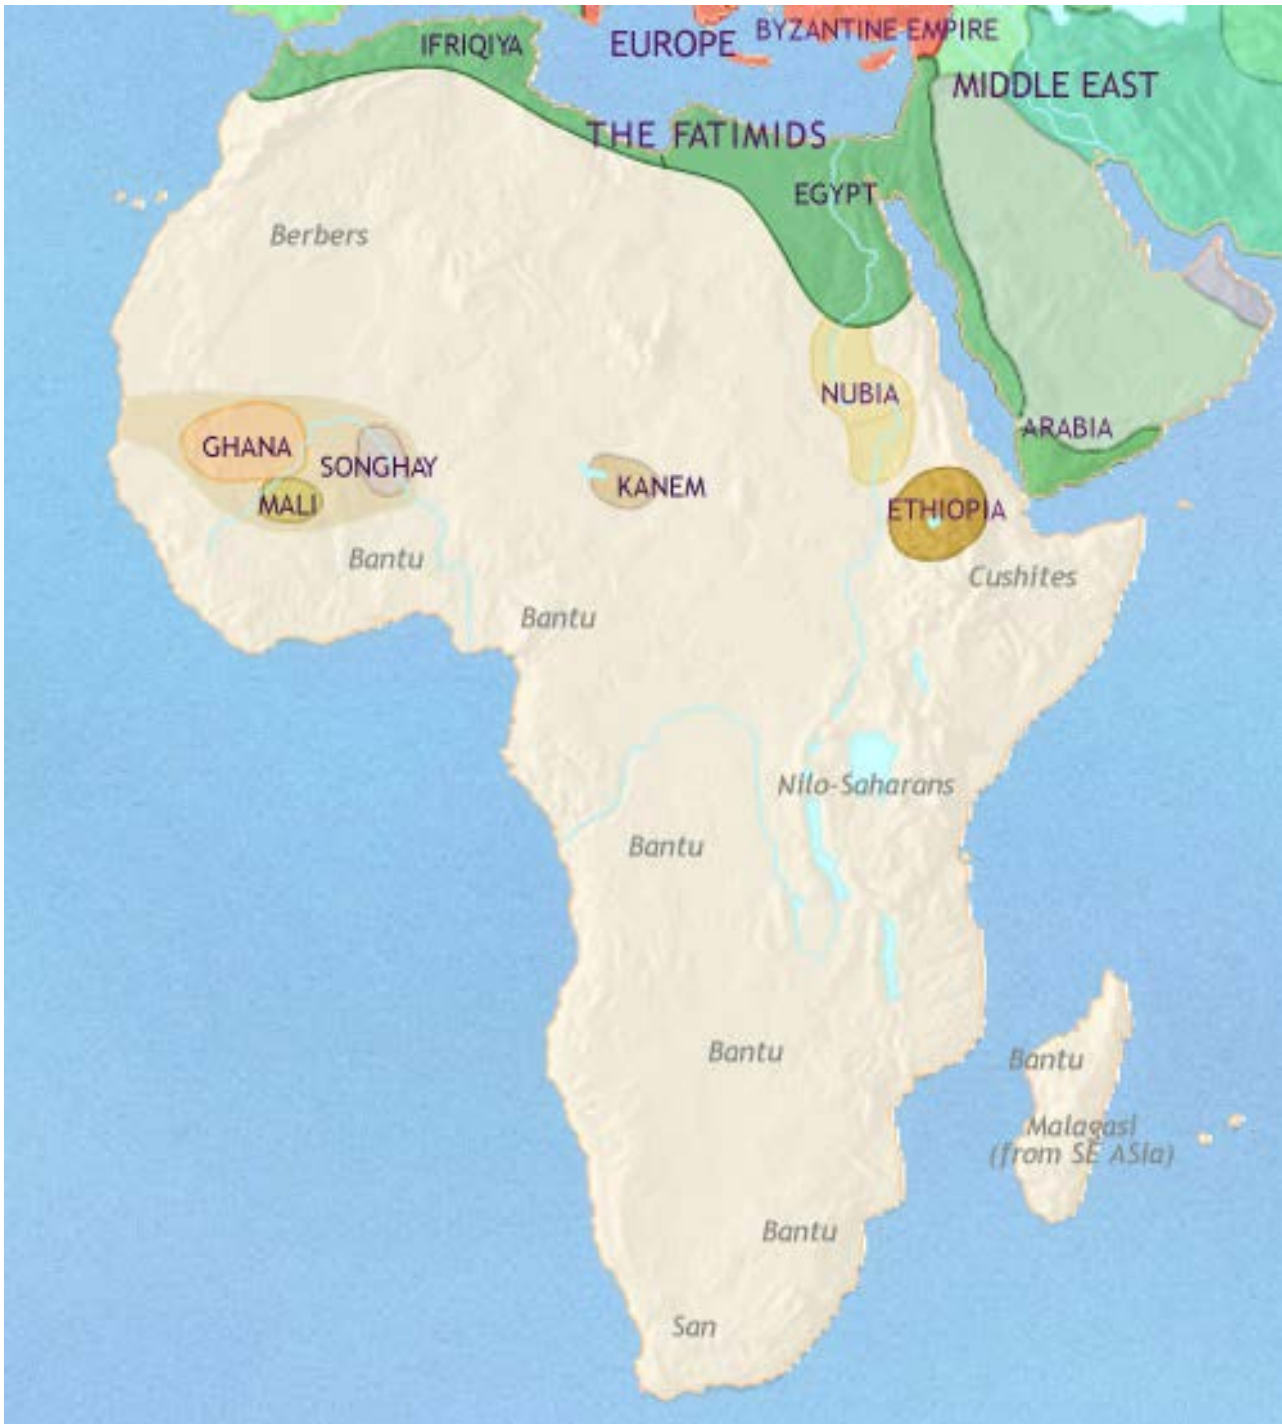 IFRIQIYA
EUROPE
BYZANTINE EMPIRE
MIDDLE EAST
THE FATIMIDS
EGYPT
Berbers
NUBIA
ARABIA
GHANA
SONGHAY
KANEM
MALI
ETHIOPIA
Bantu
Cushites
Bantu
Nilo-Saharans
Bantu
Bantu
Bantu
Malagasi
(from SE ASia)
Bantu
San